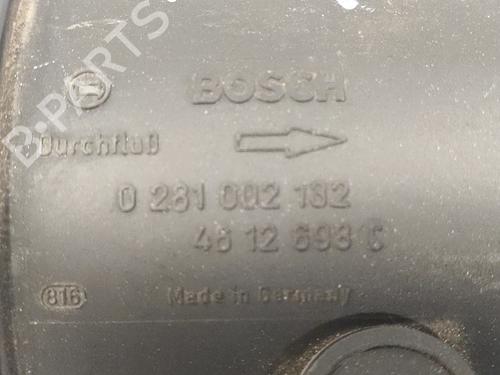 B-PARTS
BOSCH
Durchfluß
0 281 002 182
46 12 693 C
816 Made in Germany